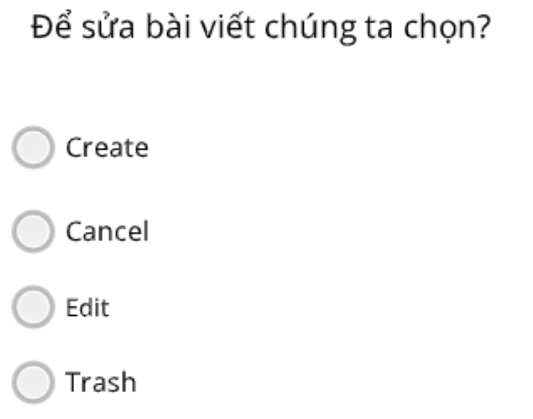 Để sửa bài viết chúng ta chọn?
Create
Cancel
Edit
Trash